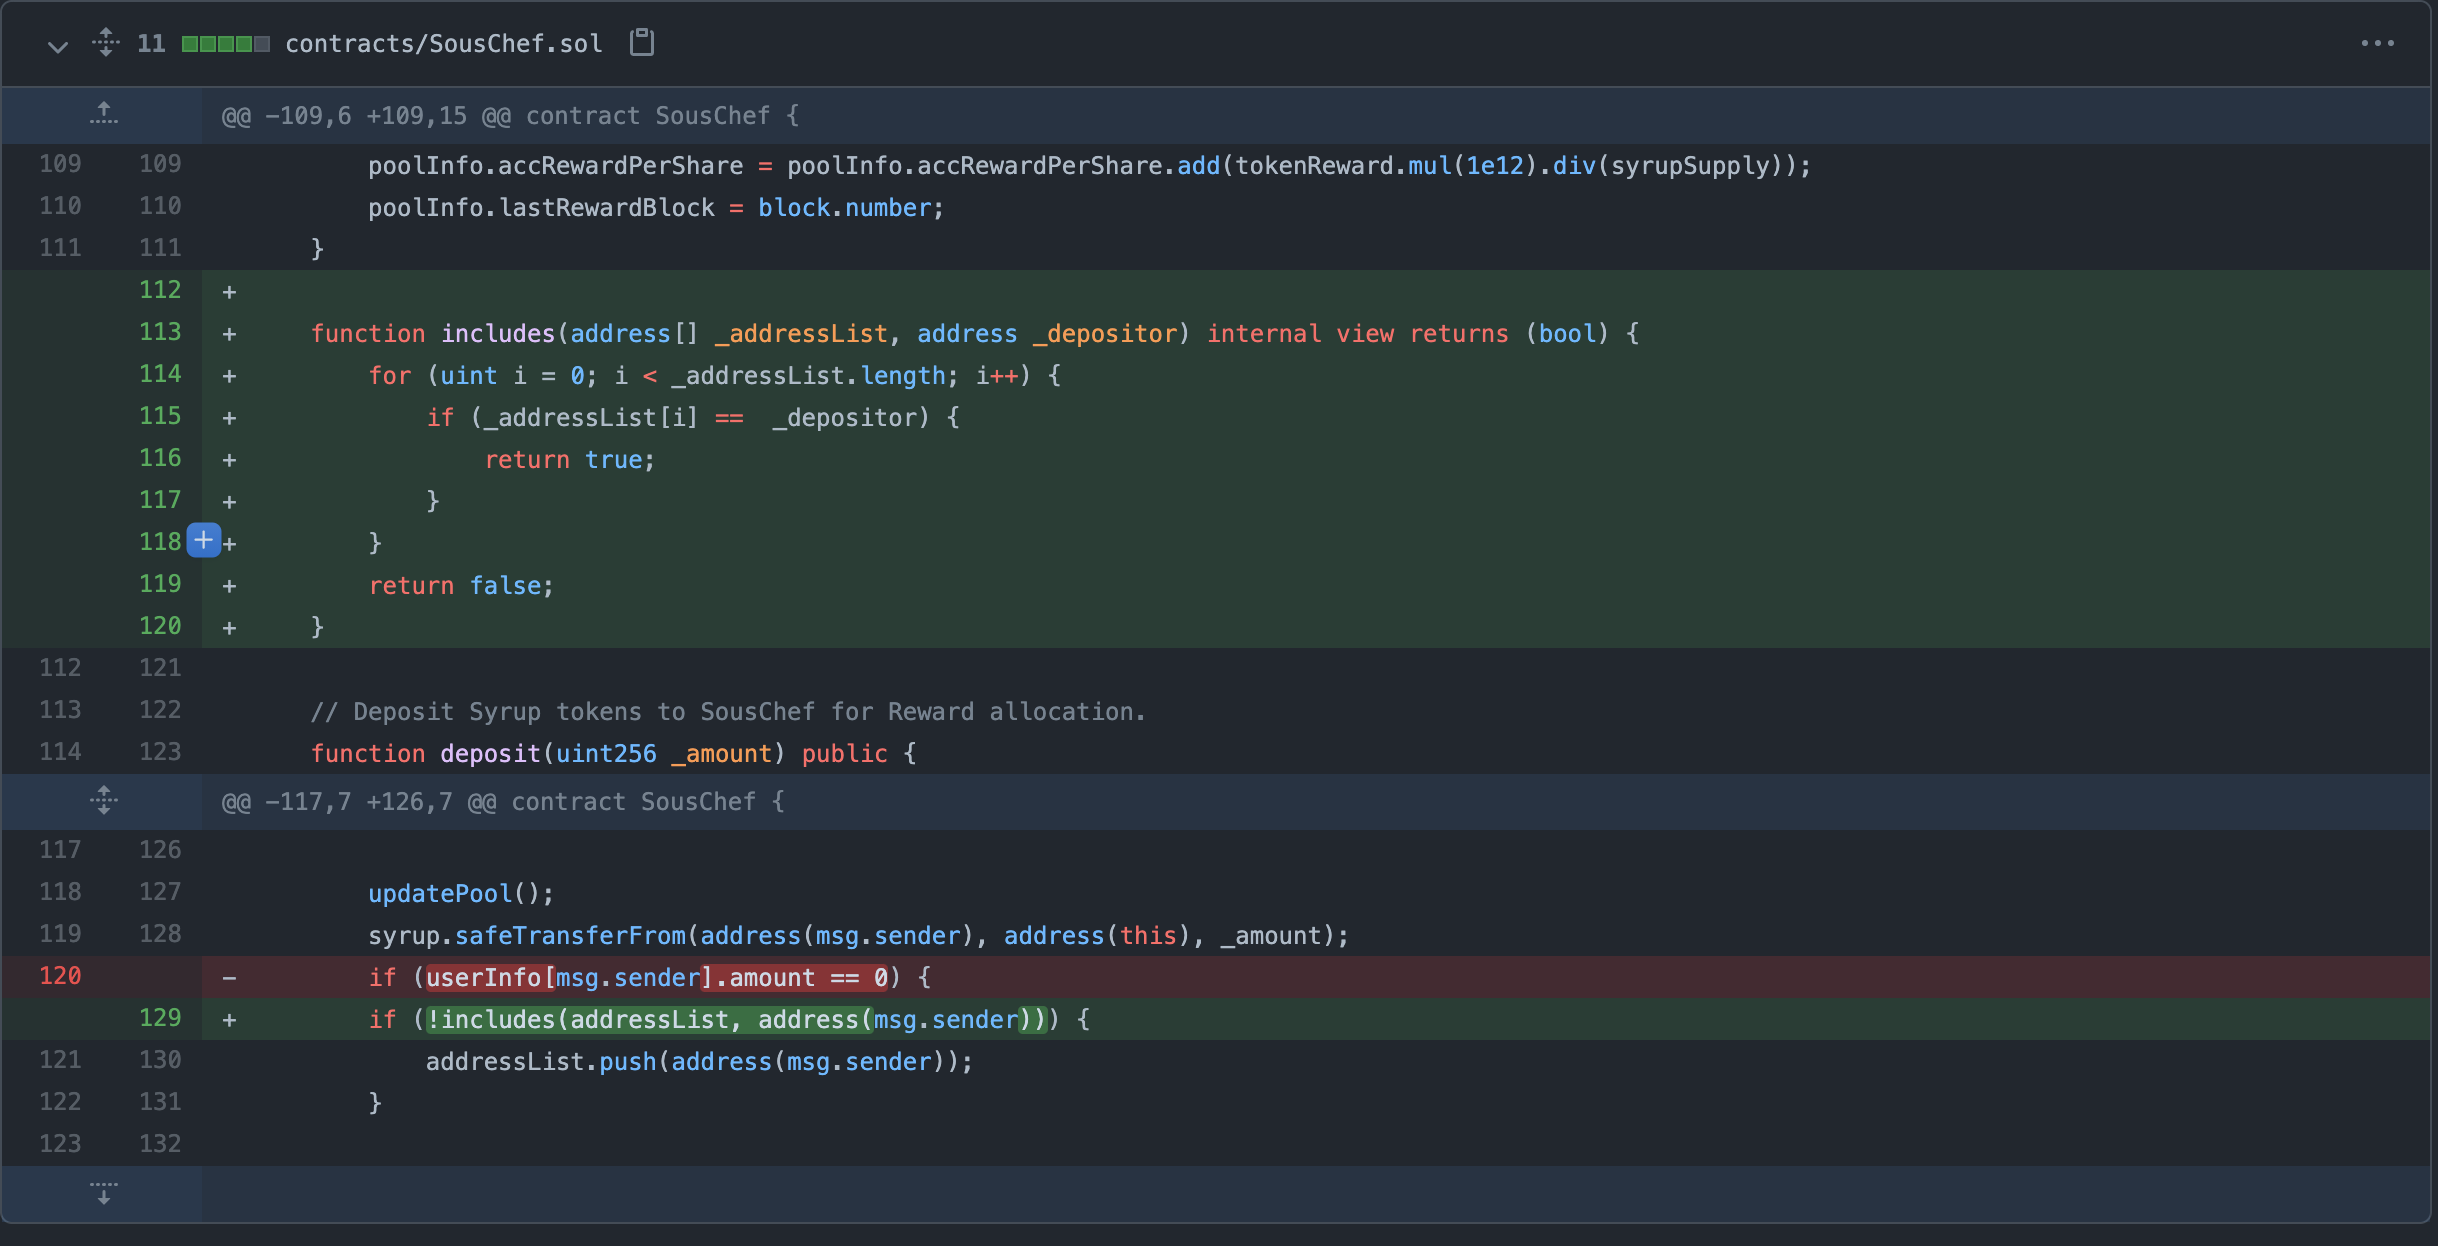 11 contracts/SousChef.sol
@@ -109,6 +109,15 @@ contract SousChef {
109 109 poolInfo.accRewardPerShare = poolInfo.accRewardPerShare.add(tokenReward.mul(1e12).div(syrupSupply));
110 110 poolInfo.lastRewardBlock = block.number;
111 111 }
112 +
113 + function includes(address[] _addressList, address _depositor) internal view returns (bool) {
114 + for (uint i = 0; i < _addressList.length; i++) {
115 + if (_addressList[i] ==  _depositor) {
116 + return true;
117 + }
118 + }
119 + return false;
120 + }
112 121
113 122 // Deposit Syrup tokens to SousChef for Reward allocation.
114 123 function deposit(uint256 _amount) public {
@@ -117,7 +126,7 @@ contract SousChef {
117 126
118 127 updatePool();
119 128 syrup.safeTransferFrom(address(msg.sender), address(this), _amount);
120 - if (userInfo[msg.sender].amount == 0) {
129 + if (!includes(addressList, address(msg.sender))) {
121 130 addressList.push(address(msg.sender));
122 131 }
123 132